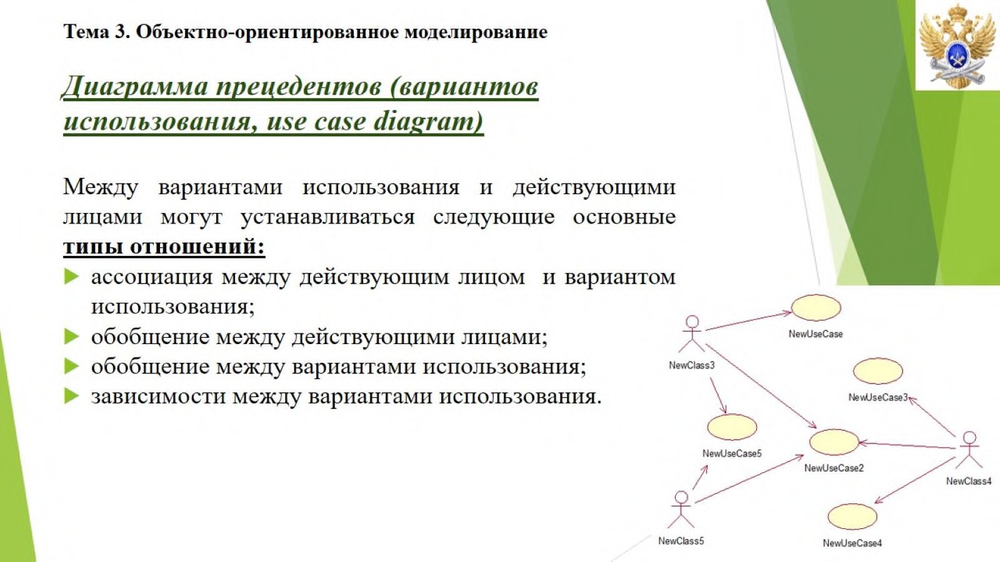 Тема 3. Объектно-ориентированное моделирование
Диаграмма прецедентов (вариантов
использования, use case diagram)
Между вариантами использования и действующими
лицами могут устанавливаться следующие основные
типы отношений:
ассоциация между действующим лицом и вариантом
использования;
обобщение между действующими лицами;
обобщение между вариантами использования;
зависимости между вариантами использования.
NewUseCase
NewClass3
NewUseCase3
NewUseCase5
NewUseCase2
NewClass4
NewClass5
NewUseCase4